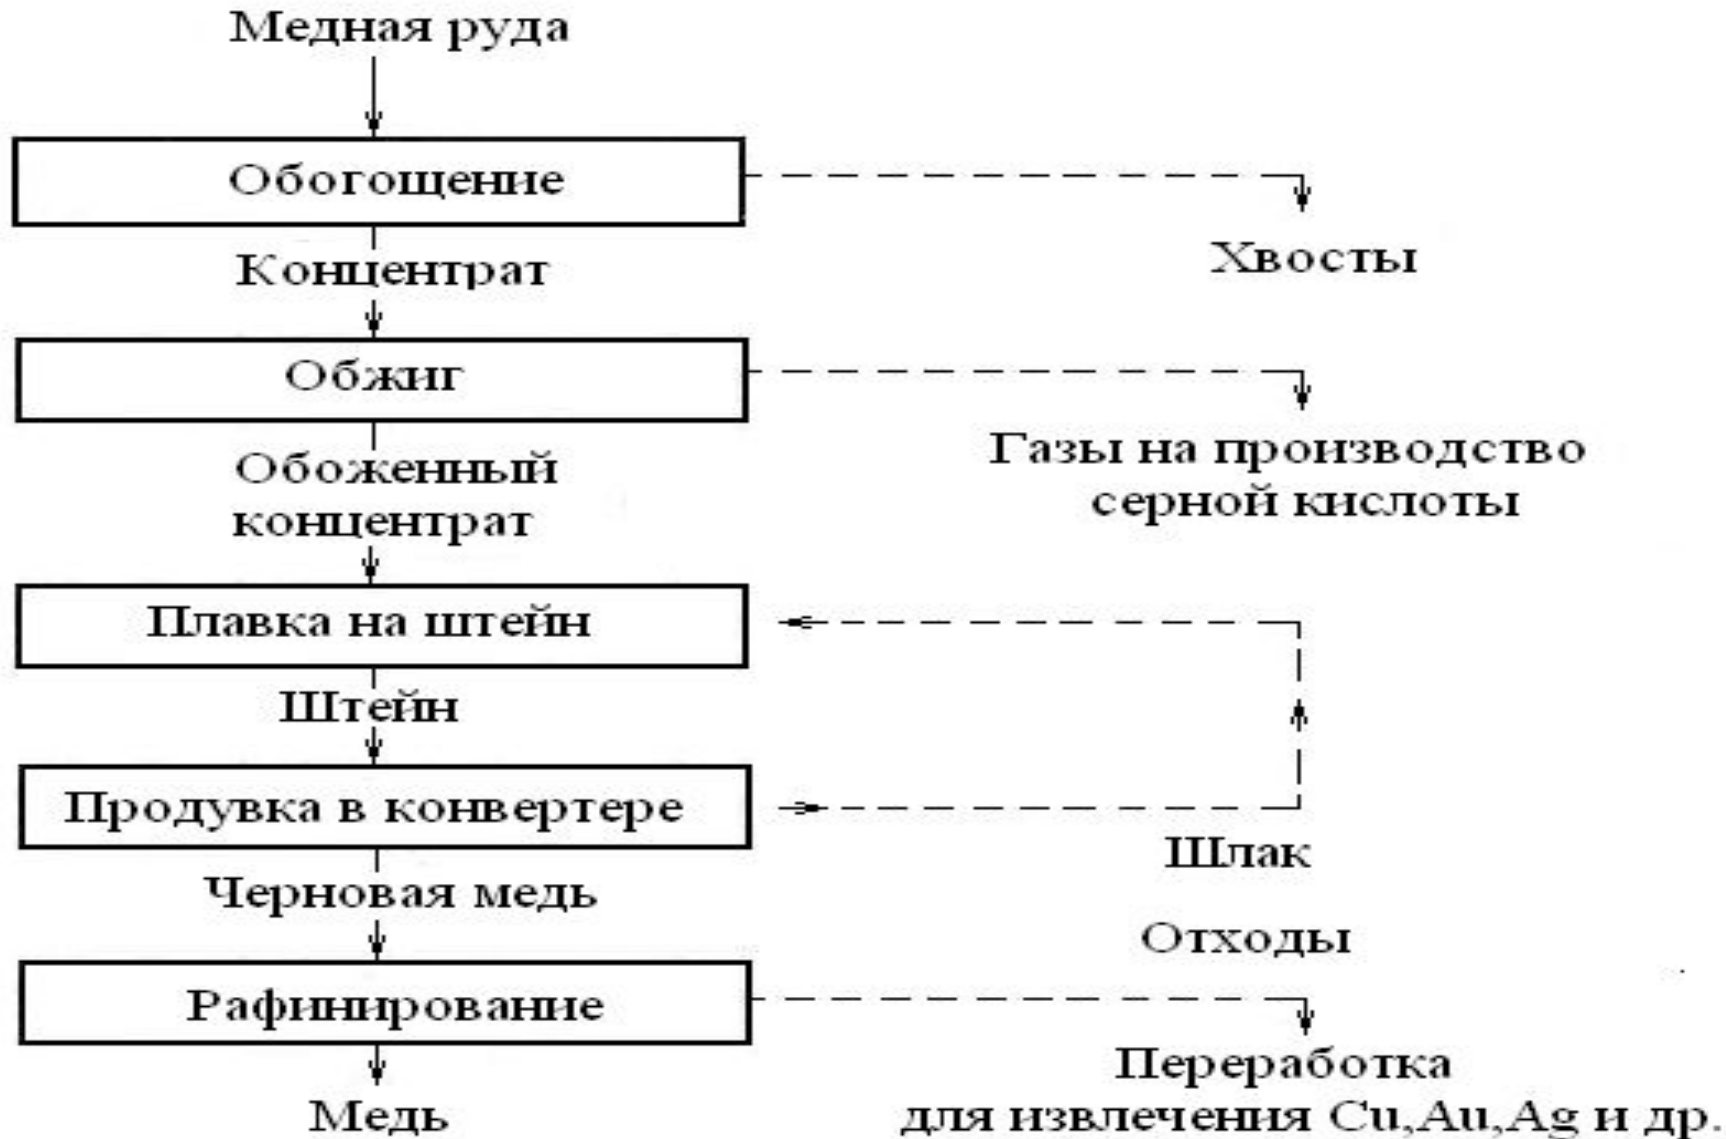 Медная руда
Обогощение
Концентрат
Хвосты
Обжиг
Обоженный
концентрат
Газы на производство
серной кислоты
Плавка на штейн
Штейн
Продувка в конвертере
Шлак
Черновая медь
Отходы
Рафинирование
Медь
Переработка
для извлечения Cu,Au,Ag и др.